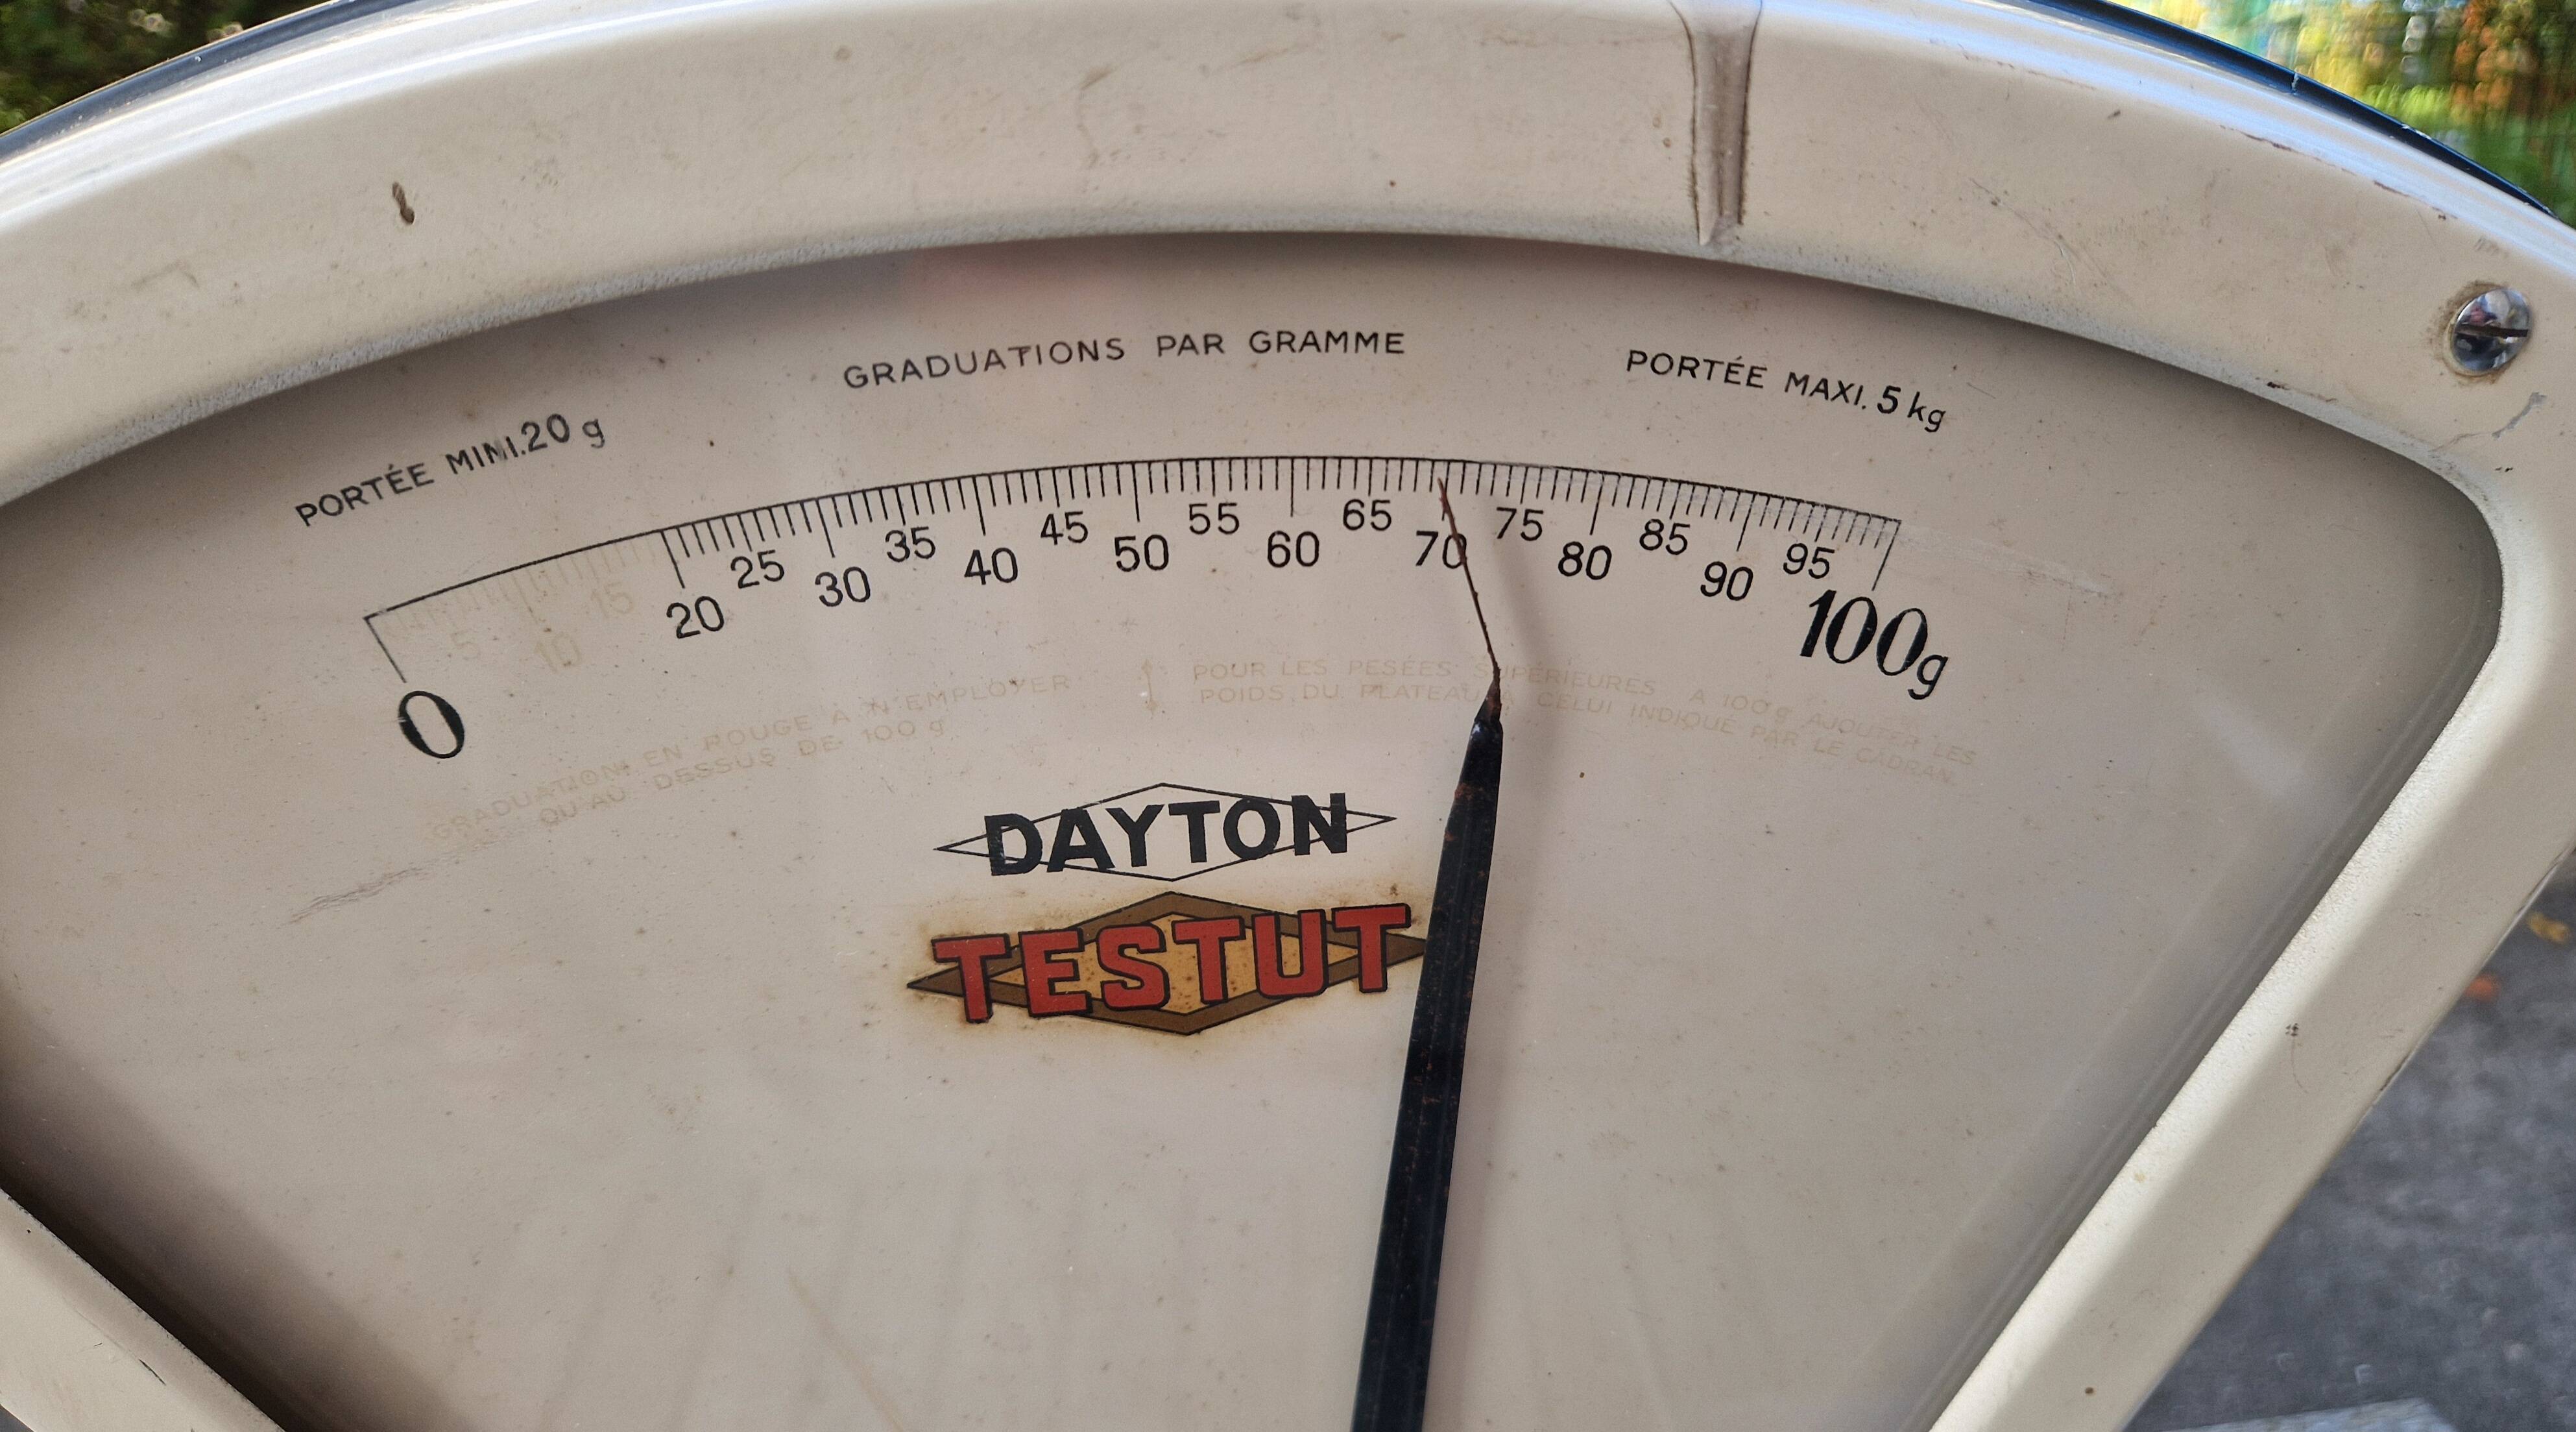 PORTÉE MINI.20 g
GRADUATIONS PAR GRAMME
PORTÉE MAXI. 5 kg
0 5 10 15 20 25 30 35 40 45 50 55 60 65 70 75 80 85 90 95 100g
GRADUATION EN ROUGE A N'EMPLOYER
QU'AU DESSUS DE 100 g
POUR LES PESÉES SUPÉRIEURES A 100g AJOUTER LES
POIDS DU PLATEAU A CELUI INDIQUÉ PAR LE CADRAN.
DAYTON
TESTUT